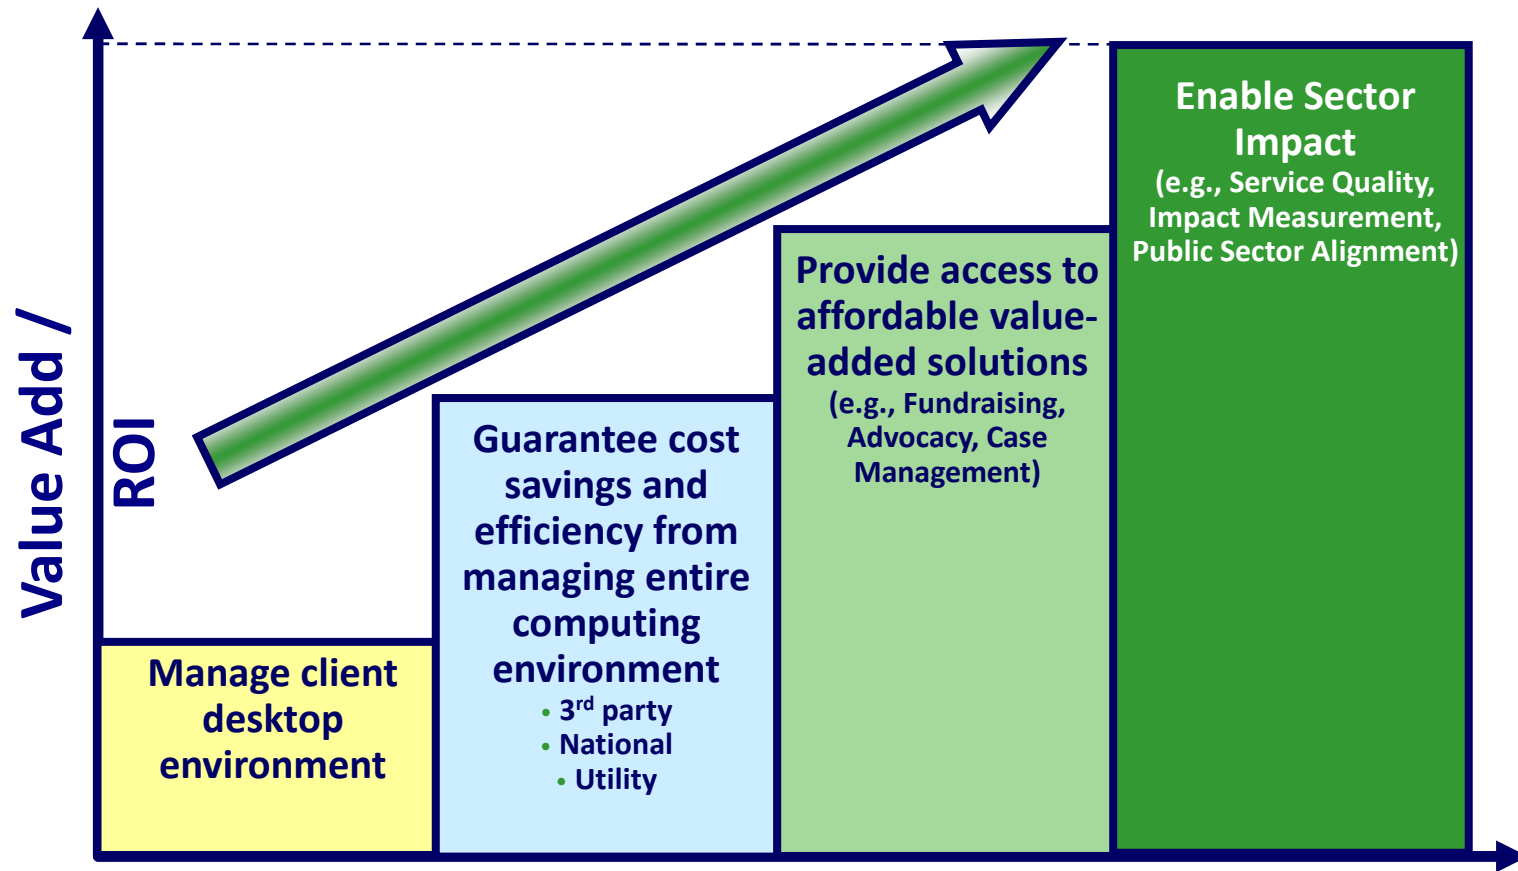 Value Add /
ROI
Manage client
desktop
environment
Guarantee cost
savings and
efficiency from
managing entire
computing
environment
• 3rd party
• National
• Utility
Provide access to
affordable value-
added solutions
(e.g., Fundraising,
Advocacy, Case
Management)
Enable Sector
Impact
(e.g., Service Quality,
Impact Measurement,
Public Sector Alignment)